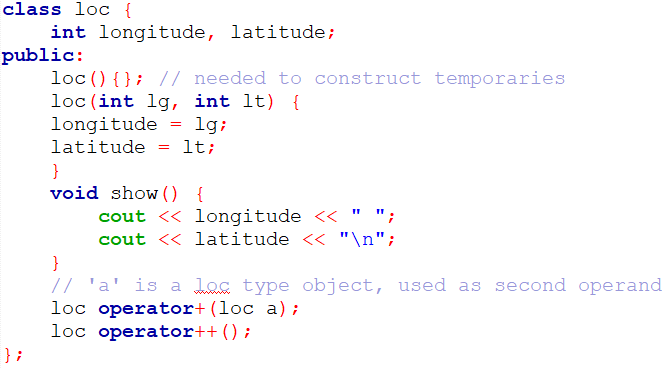 class loc {
    int longitude, latitude;
public:
    loc(){}; // needed to construct temporaries
    loc(int lg, int lt) {
    longitude = lg;
    latitude = lt;
    }
    void show() {
        cout << longitude << " ";
        cout << latitude << "\n";
    }
    // 'a' is a loc type object, used as second operand
    loc operator+(loc a);
    loc operator++();
};